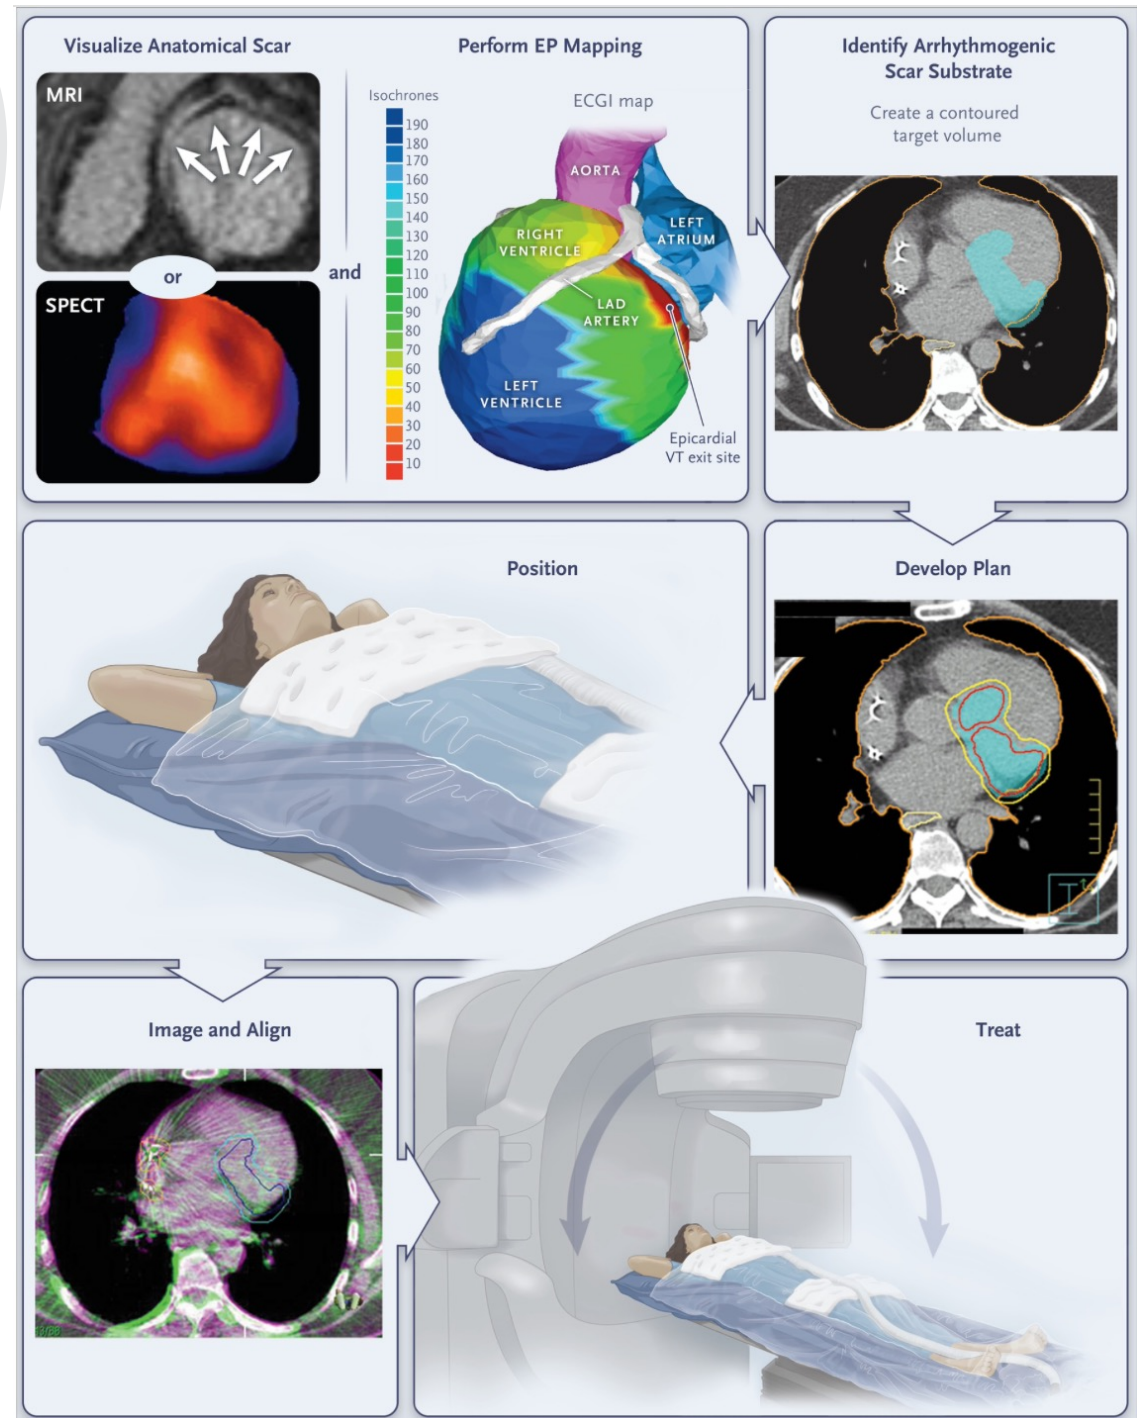 Visualize Anatomical Scar
MRI
or
SPECT
and
Perform EP Mapping
Isochrones
190
180
170
160
150
140
130
120
110
100
90
80
70
60
50
40
30
20
10
ECGI map
AORTA
LEFT
ATRIUM
RIGHT
VENTRICLE
LAD
ARTERY
LEFT
VENTRICLE
Epicardial
VT exit site
Identify Arrhythmogenic
Scar Substrate
Create a contoured
target volume
Develop Plan
Position
Image and Align
Treat